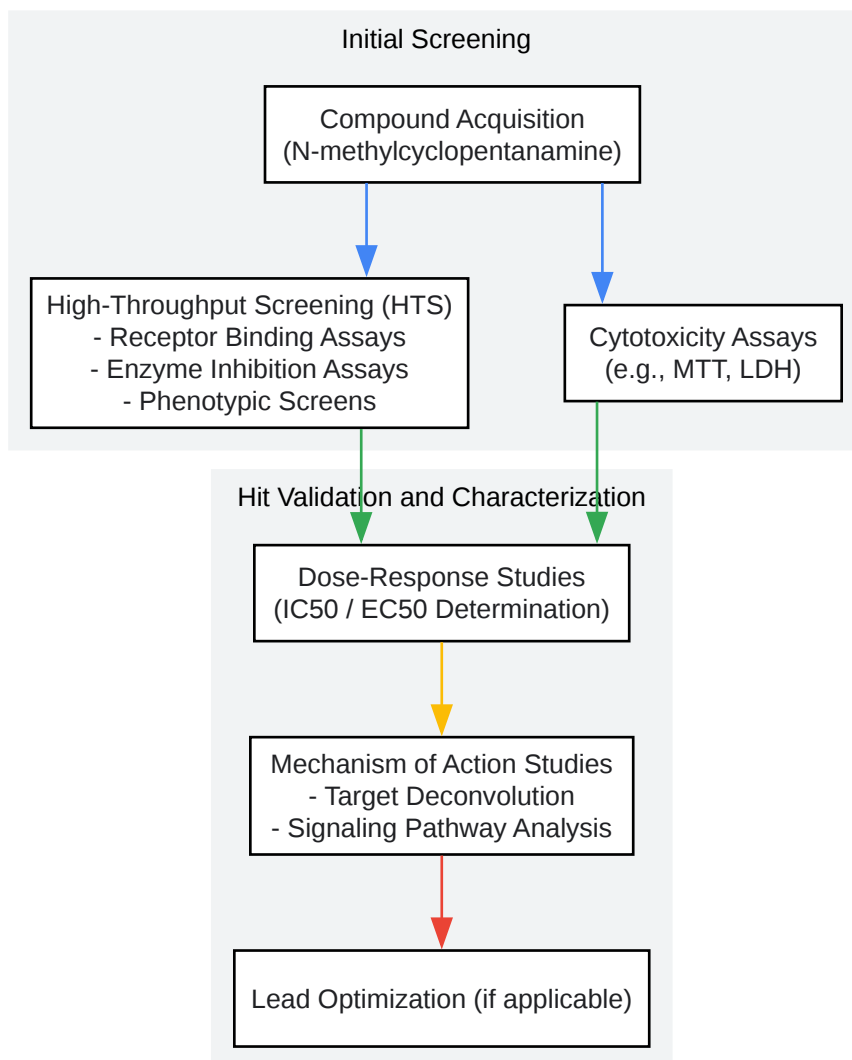 Initial Screening
Compound Acquisition
(N-methylcyclopentanamine)
High-Throughput Screening (HTS)
- Receptor Binding Assays
- Enzyme Inhibition Assays
- Phenotypic Screens
Cytotoxicity Assays
(e.g., MTT, LDH)
Hit Validation and Characterization
Dose-Response Studies
(IC50 / EC50 Determination)
Mechanism of Action Studies
- Target Deconvolution
- Signaling Pathway Analysis
Lead Optimization (if applicable)